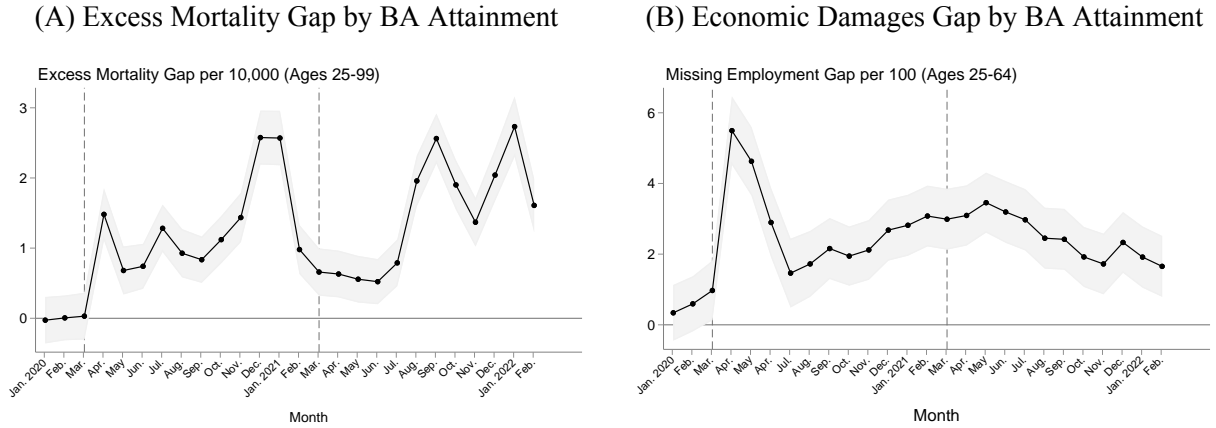 (A) Excess Mortality Gap by BA Attainment
Excess Mortality Gap per 10,000 (Ages 25-99)
3
2
1
0
Jan. 2020 Feb. Mar. Apr. May Jun. Jul. Aug. Sep. Oct. Nov. Dec. Jan. 2021 Feb. Mar. Apr. May Jun. Jul. Aug. Sep. Oct. Nov. Dec. Jan. 2022 Feb.
Month
(B) Economic Damages Gap by BA Attainment
Missing Employment Gap per 100 (Ages 25-64)
6
4
2
0
Jan. 2020 Feb. Mar. Apr. May Jun. Jul. Aug. Sep. Oct. Nov. Dec. Jan. 2021 Feb. Mar. Apr. May Jun. Jul. Aug. Sep. Oct. Nov. Dec. Jan. 2022 Feb.
Month